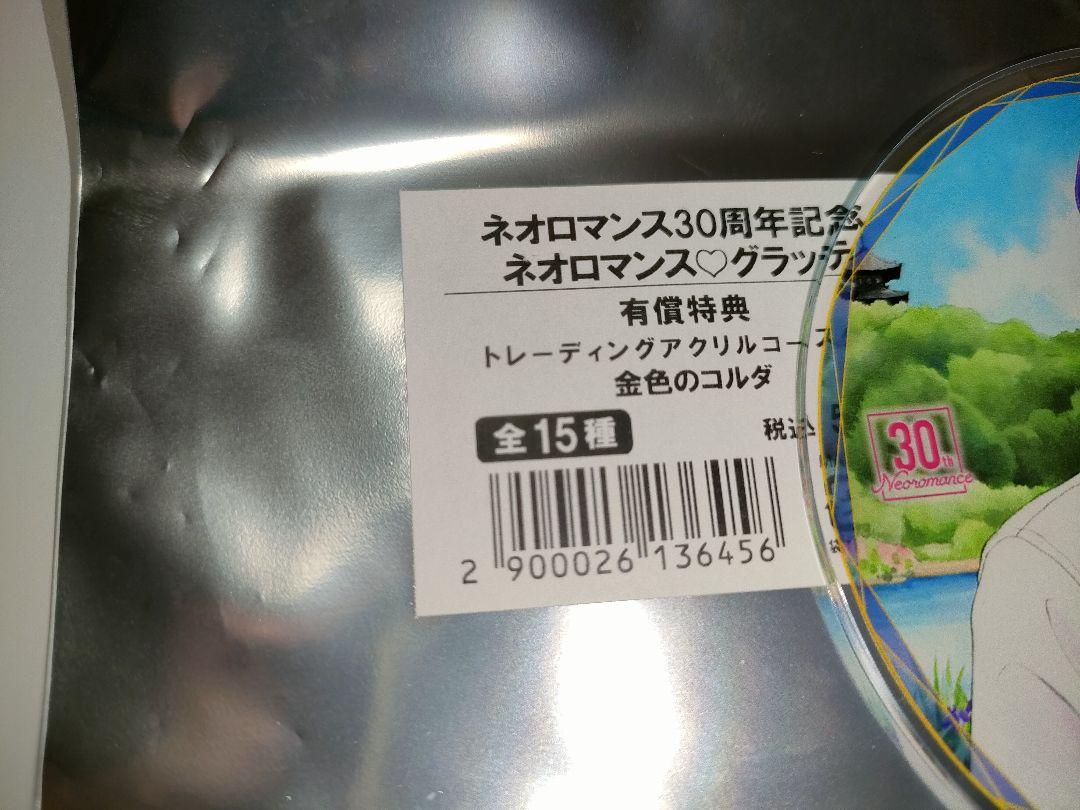 ネオロマンス30周年記念
ネオロマンス♡グラッテ
有償特典
トレーディングアクリルコース
金色のコルダ
全15種
税込
2 900026 136456
30th
Neoromance